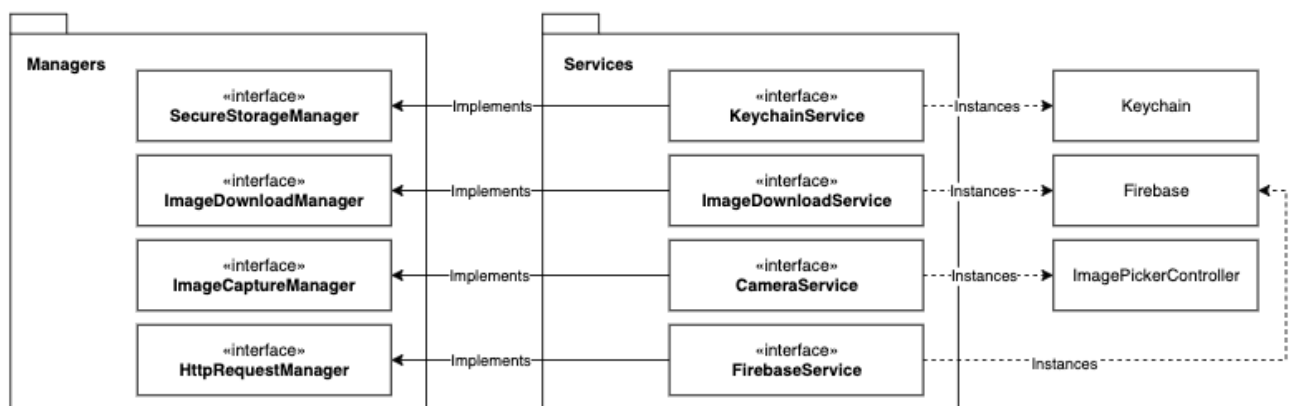 Managers
«interface»
SecureStorageManager
Implements
Services
«interface»
KeychainService
Instances
Keychain
«interface»
ImageDownloadManager
Implements
«interface»
ImageDownloadService
Instances
Firebase
«interface»
ImageCaptureManager
Implements
«interface»
CameraService
Instances
ImagePickerController
«interface»
HttpRequestManager
Implements
«interface»
FirebaseService
Instances